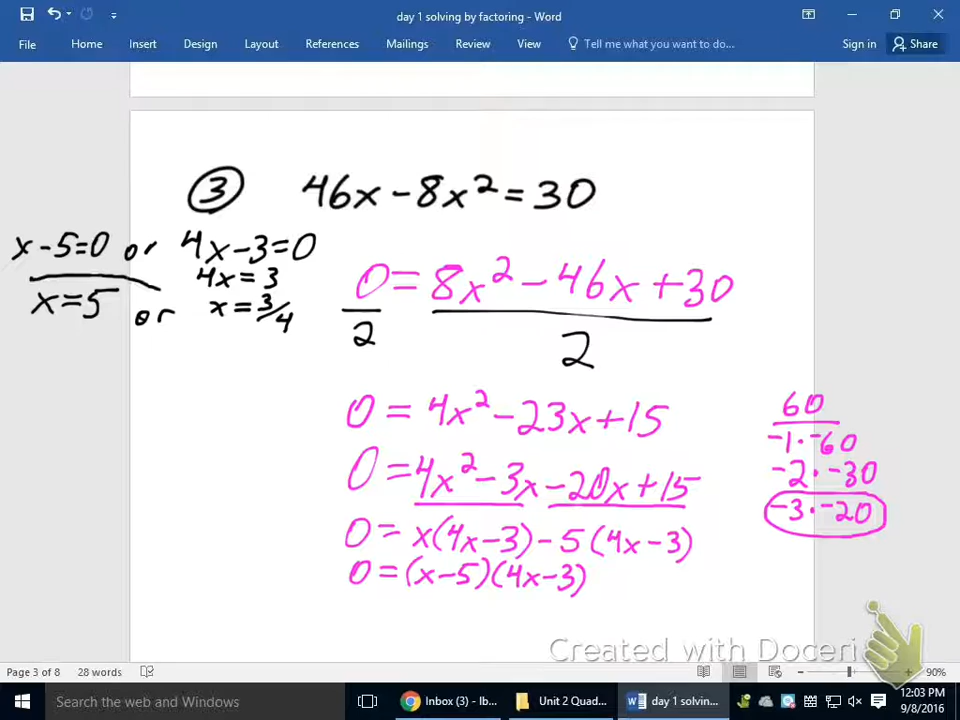 day 1 solving by factoring - Word
File Home Insert Design Layout References Mailings Review View Tell me what you want to do... Sign in Share
③ 46x - 8x² = 30
x - 5 = 0 or 4x - 3 = 0
4x = 3
x = 5 or x = 3/4
0 = 8x² - 46x + 30
2 2
0 = 4x² - 23x + 15
60
-1 · -60
-2 · -30
-3 · -20
0 = 4x² - 3x - 20x + 15
0 = x(4x - 3) - 5(4x - 3)
0 = (x - 5)(4x - 3)
Created with Doceri
Page 3 of 8 28 words 90%
Search the web and Windows Inbox (3) - Ib... Unit 2 Quad... day 1 solvin... 12:03 PM
9/8/2016